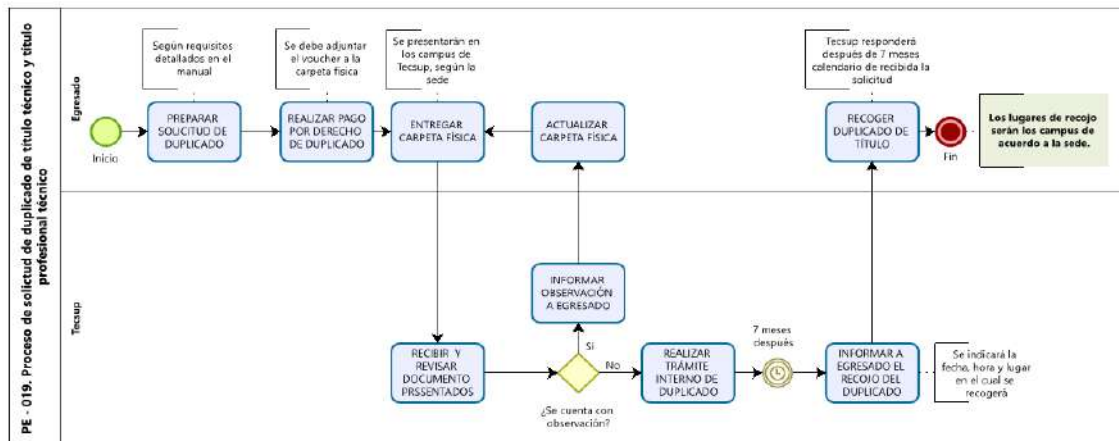 PE - 019. Proceso de solicitud de duplicado de título técnico y título
profesional técnico
Egresado
Según requisitos
detallados en el
manual
Se debe adjuntar
el voucher a la
carpeta física
Se presentarán en
los campus de
Tecsup, según la
sede
Tecsup responderá
después de 7 meses
calendario de
recibida la
solicitud
Inicio
PREPARAR
SOLICITUD DE
DUPLICADO
REALIZAR PAGO
POR DERECHO
DE DUPLICADO
ENTREGAR
CARPETA FÍSICA
ACTUALIZAR
CARPETA FÍSICA
RECOGER
DUPLICADO DE
TÍTULO
Fin
Los lugares de recojo
serán los campus de
acuerdo a la sede.
Tecsup
INFORMAR
OBSERVACIÓN
A EGRESADO
RECIBIR Y
REVISAR
DOCUMENTO
PRSSENTADOS
Si
No
¿Se cuenta con
observación?
REALIZAR
TRÁMITE
INTERNO DE
DUPLICADO
7 meses
después
INFORMAR A
EGRESADO EL
RECOJO DEL
DUPLICADO
Se indicará la
fecha, hora y lugar
en el cual se
recogerá